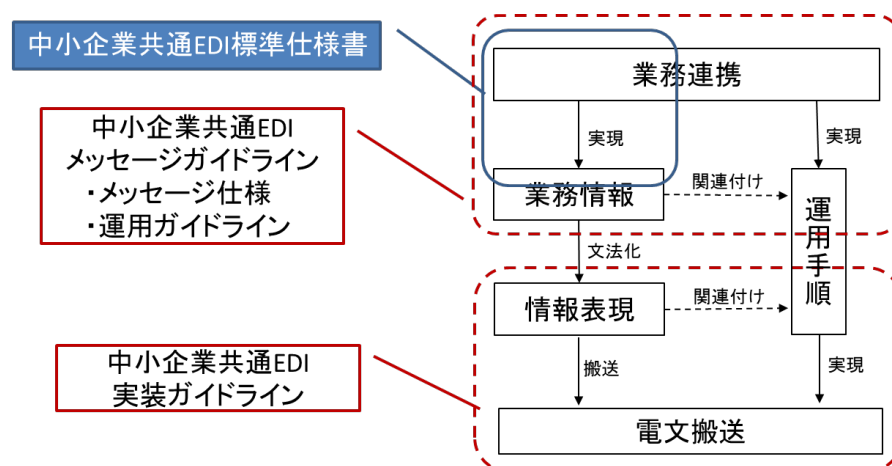 中小企業共通EDI標準仕様書
業務連携
中小企業共通EDI
メッセージガイドライン
・メッセージ仕様
・運用ガイドライン
実現
実現
業務情報
関連付け
運用手順
文法化
情報表現
関連付け
中小企業共通EDI
実装ガイドライン
搬送
実現
電文搬送